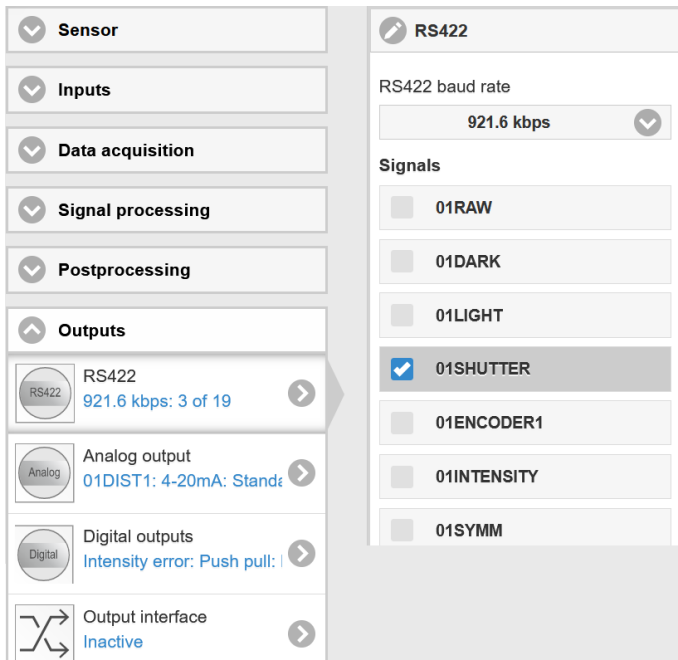 Sensor
Inputs
Data acquisition
Signal processing
Postprocessing
Outputs
RS422
RS422
921.6 kbps: 3 of 19
Analog
Analog output
01DIST1: 4-20mA: Standa
Digital
Digital outputs
Intensity error: Push pull:
Output interface
Inactive
RS422
RS422 baud rate
921.6 kbps
Signals
01RAW
01DARK
01LIGHT
01SHUTTER
01ENCODER1
01INTENSITY
01SYMM